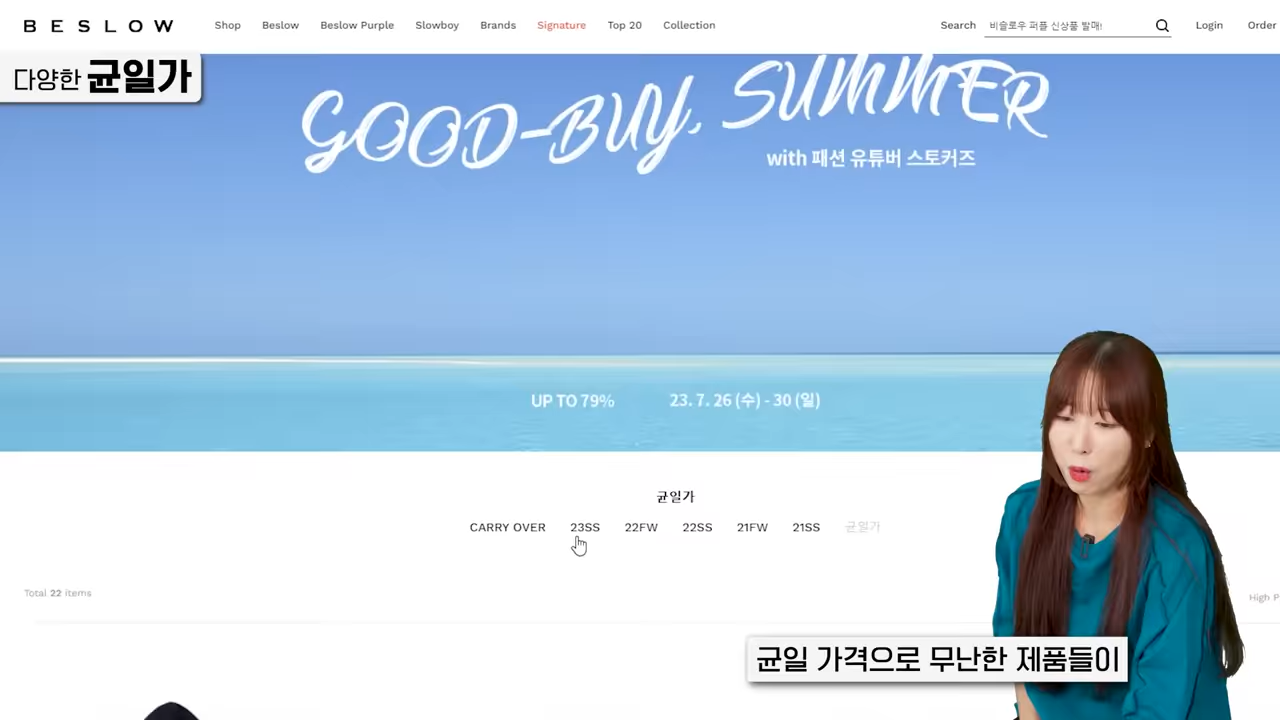 BESLOW
Shop Beslow Beslow Purple Slowboy Brands Signature Top 20 Collection
Search 비슬로우 퍼플 신상품 발매! Login Order
다양한 균일가
GOOD-BUY, SUMMER
with 패션 유튜버 스토커즈
UP TO 79% 23. 7. 26 (수) - 30 (일)
균일가
CARRY OVER 23SS 22FW 22SS 21FW 21SS 균일가
Total 22 items
High P
균일 가격으로 무난한 제품들이